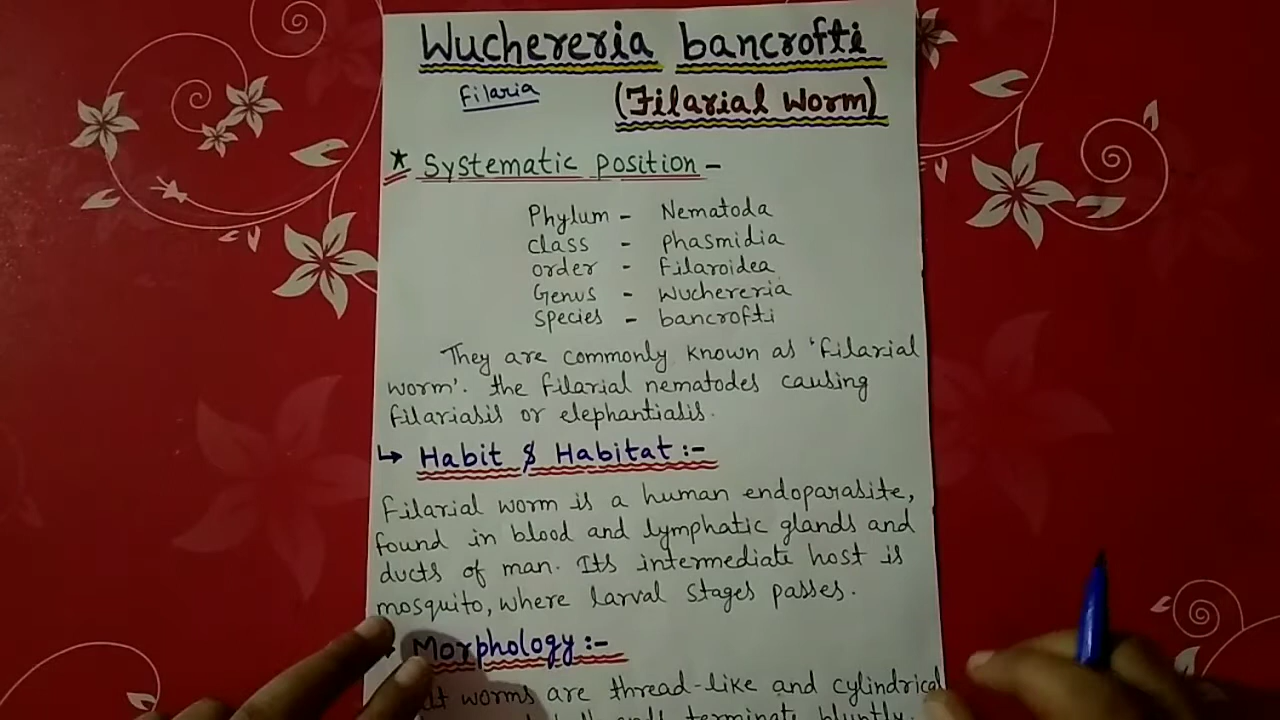 Wuchereria bancrofti
Filaria (Filarial Worm)
* Systematic position -
Phylum - Nematoda
class - phasmidia
order - Filaroidea
Genus - Wuchereria
species - bancrofti
They are commonly known as 'filarial
worm'. the filarial nematodes causing
filariasis or elephantialis.
↳ Habit & Habitat :-
Filarial worm is a human endoparasite,
found in blood and lymphatic glands and
ducts of man. Its intermediate host is
mosquito, where larval stages passes.
Morphology :-
worms are thread-like and cylindrical
terminate bluntly.